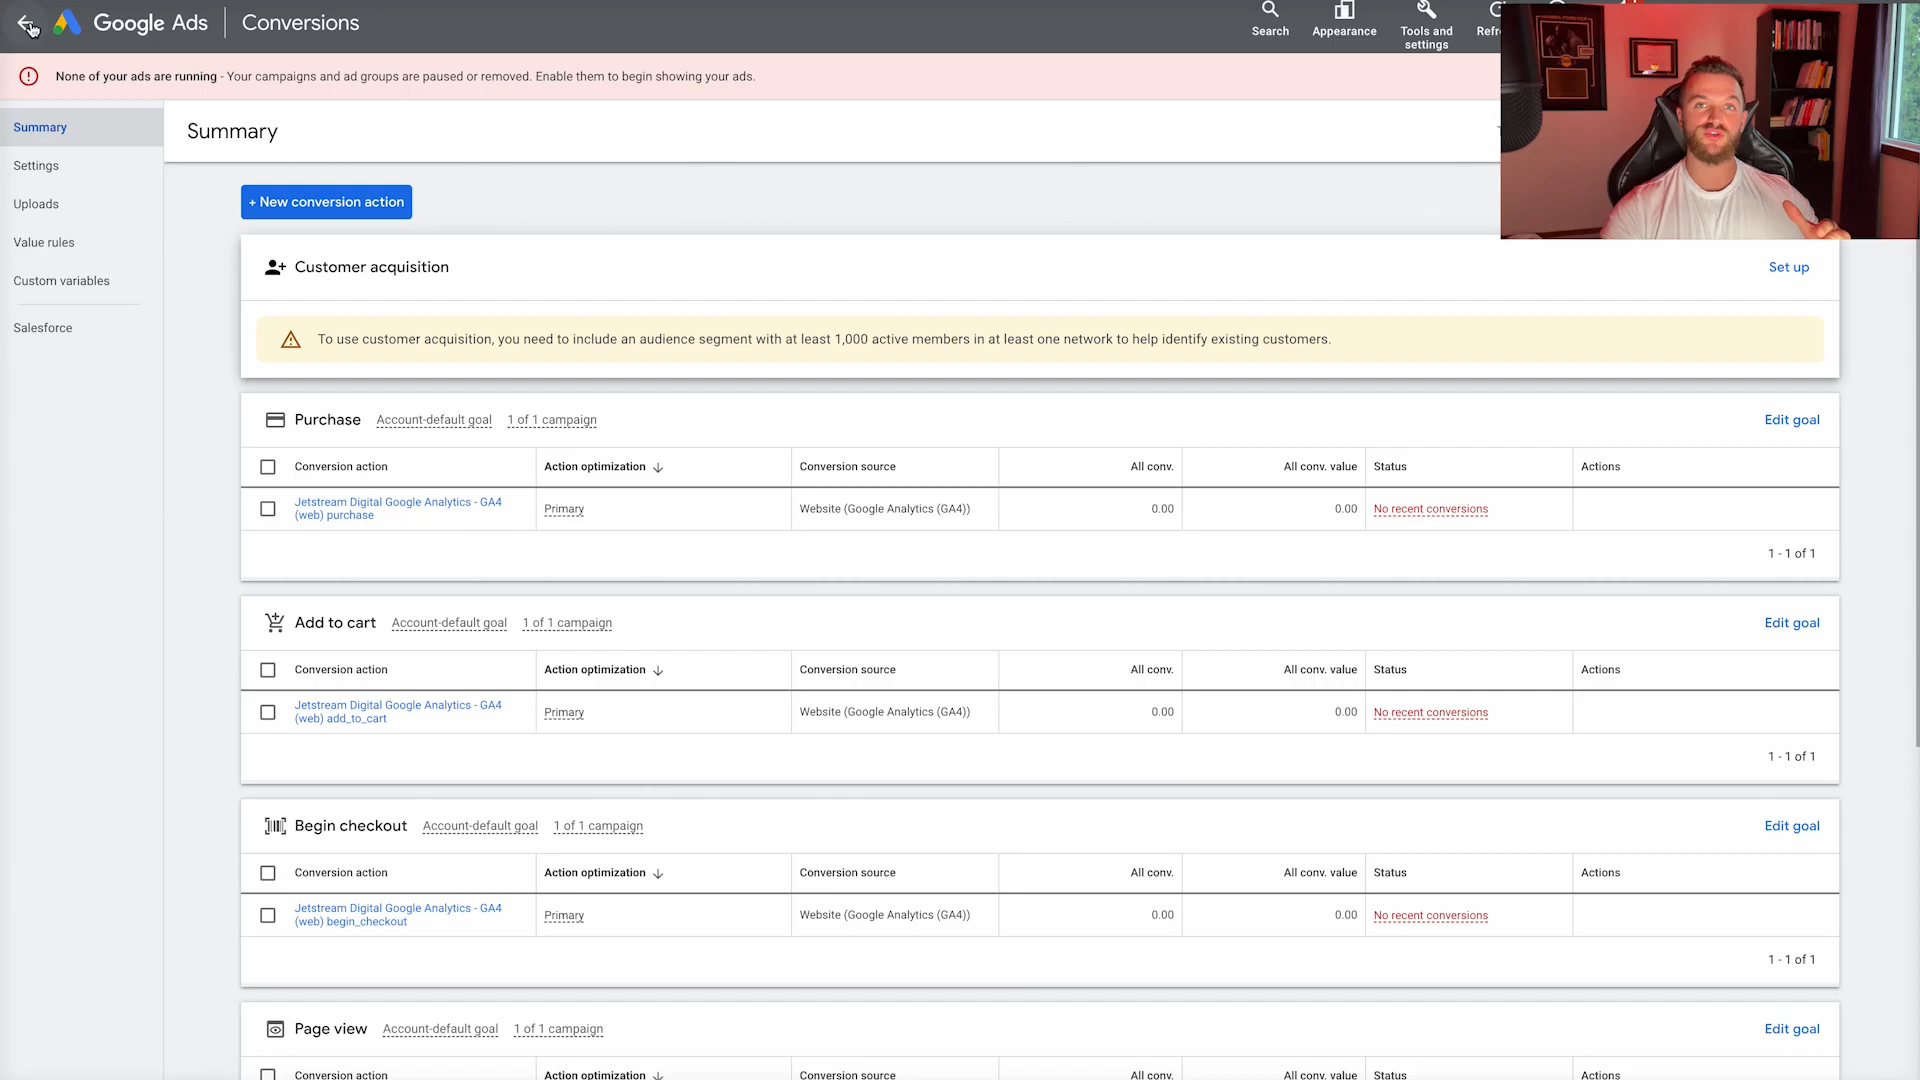 Google Ads
Conversions
Search
Appearance
Tools and
settings
None of your ads are running - Your campaigns and ad groups are paused or removed. Enable them to begin showing your ads.
Summary
Settings
Uploads
Value rules
Custom variables
Salesforce
Summary
+ New conversion action
Customer acquisition
Set up
To use customer acquisition, you need to include an audience segment with at least 1,000 active members in at least one network to help identify existing customers.
Purchase Account-default goal 1 of 1 campaign Edit goal
Conversion action Action optimization Conversion source All conv. All conv. value Status Actions
Jetstream Digital Google Analytics - GA4
(web) purchase
Primary Website (Google Analytics (GA4)) 0.00 0.00 No recent conversions
1 - 1 of 1
Add to cart Account-default goal 1 of 1 campaign Edit goal
Conversion action Action optimization Conversion source All conv. All conv. value Status Actions
Jetstream Digital Google Analytics - GA4
(web) add_to_cart
Primary Website (Google Analytics (GA4)) 0.00 0.00 No recent conversions
1 - 1 of 1
Begin checkout Account-default goal 1 of 1 campaign Edit goal
Conversion action Action optimization Conversion source All conv. All conv. value Status Actions
Jetstream Digital Google Analytics - GA4
(web) begin_checkout
Primary Website (Google Analytics (GA4)) 0.00 0.00 No recent conversions
1 - 1 of 1
Page view Account-default goal 1 of 1 campaign Edit goal
Conversion action Action optimization Conversion source All conv. All conv. value Status Actions